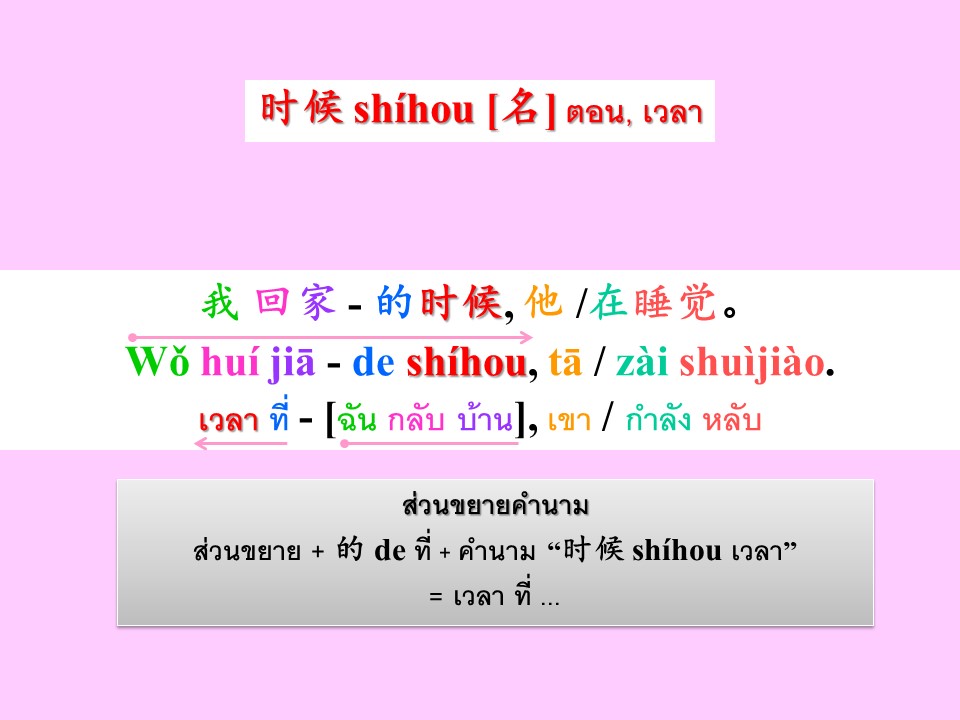 时候 shíhou [名] ตอน, เวลา
我 回家 - 的时候, 他 /在睡觉。
Wǒ huí jiā - de shíhou, tā / zài shuìjiào.
เวลา ที่ - [ฉัน กลับ บ้าน], เขา / กำลัง หลับ
ส่วนขยายคำนาม
ส่วนขยาย + 的 de ที่ + คำนาม “时候 shíhou เวลา”
= เวลา ที่ ...